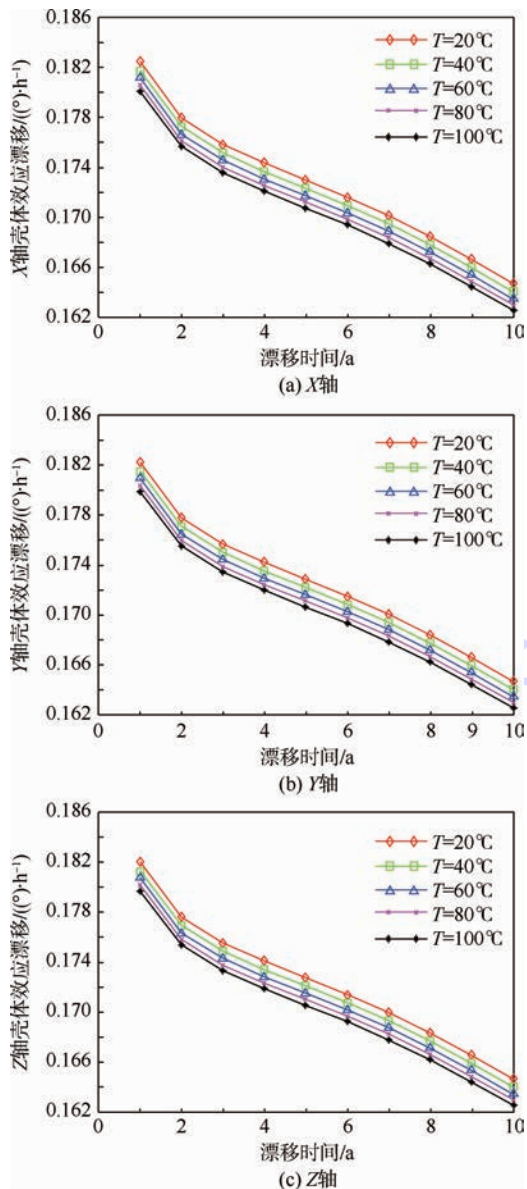 0.186
0.182
0.178
0.174
0.170
0.166
0.162
X轴壳体效应漂移/((°)·h⁻¹)
T=20℃
T=40℃
T=60℃
T=80℃
T=100℃
0 2 4 6 8 10
漂移时间/a
(a) X轴
0.186
0.182
0.178
0.174
0.170
0.166
0.162
Y轴壳体效应漂移/((°)·h⁻¹)
T=20℃
T=40℃
T=60℃
T=80℃
T=100℃
0 1 2 3 4 5 6 7 8 9 10
漂移时间/a
(b) Y轴
0.186
0.182
0.178
0.174
0.170
0.166
0.162
Z轴壳体效应漂移/((°)·h⁻¹)
T=20℃
T=40℃
T=60℃
T=80℃
T=100℃
0 2 4 6 8 10
漂移时间/a
(c) Z轴